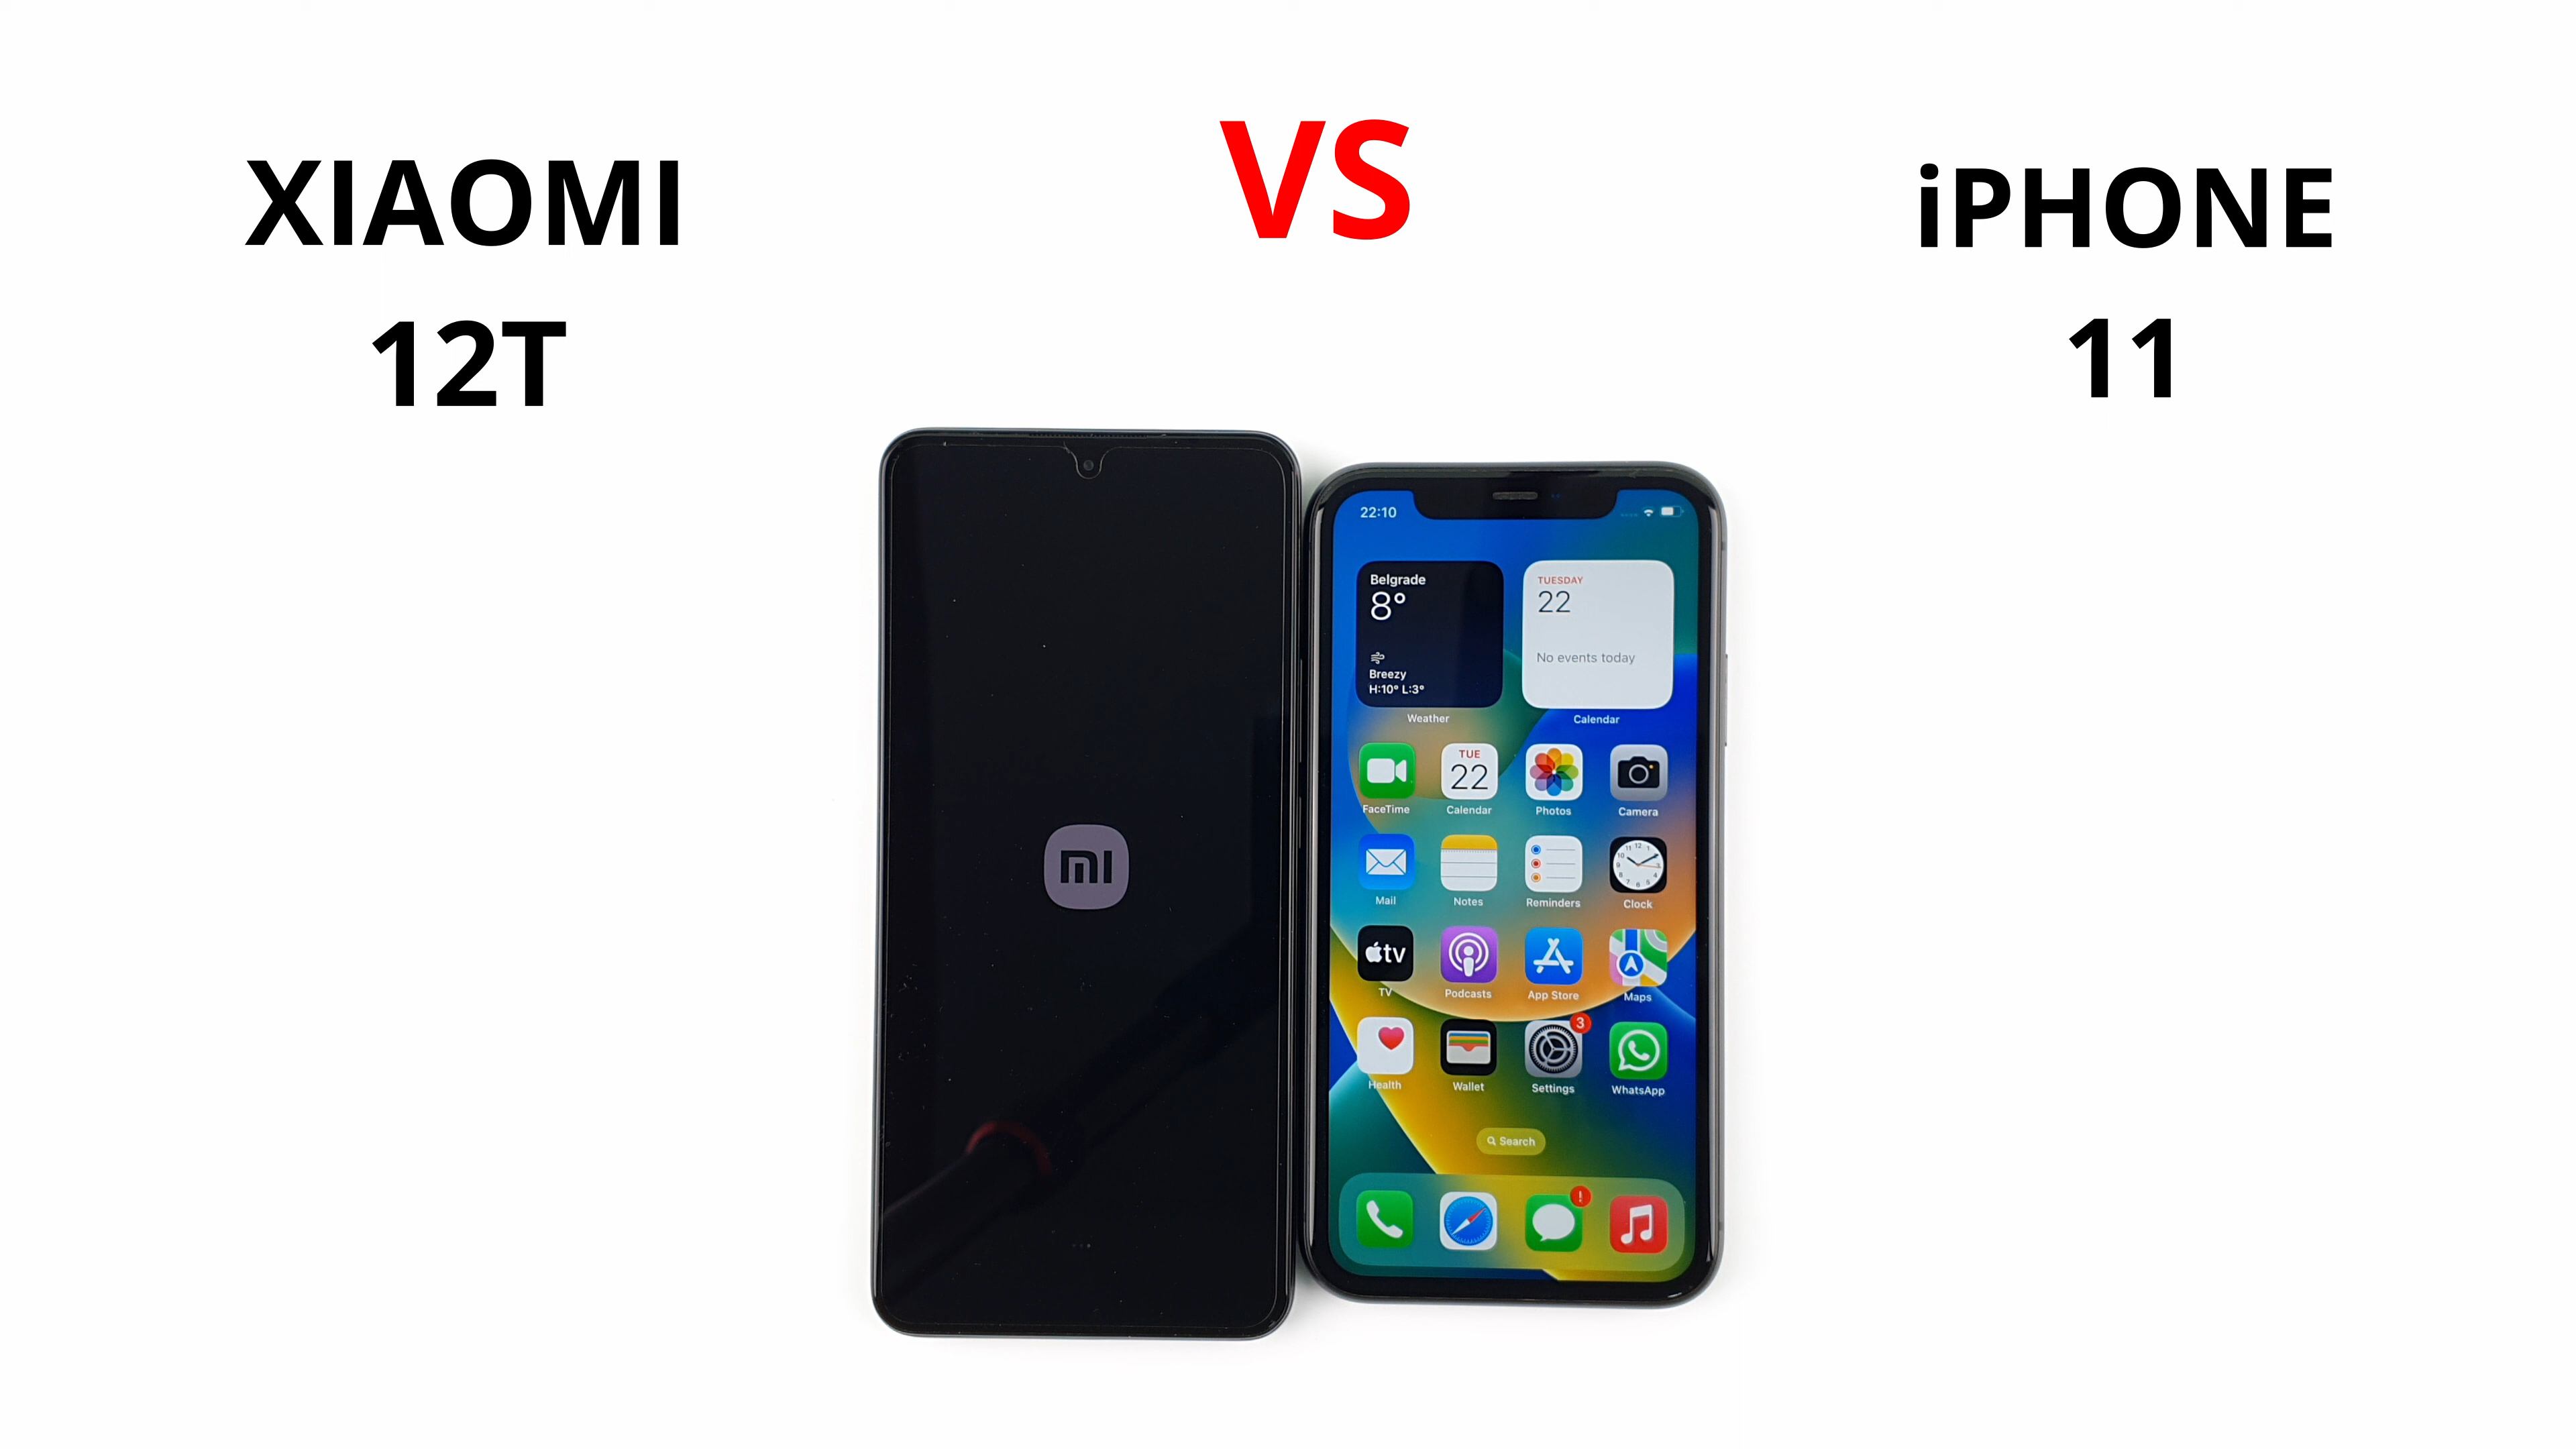 VS
XIAOMI
12T
iPHONE
11
mi
22:10
Belgrade
8°
Breezy
H:10° L:3°
Weather
TUESDAY
22
No events today
Calendar
FaceTime
TUE
22
Calendar
Photos
Camera
Mail
Notes
Reminders
Clock
tv
TV
Podcasts
App Store
Maps
Health
Wallet
3
Settings
WhatsApp
Search
!